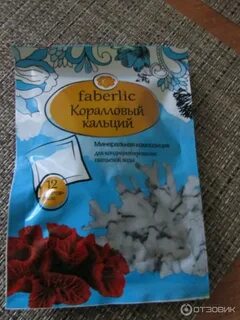 faberlic
Коралловый
кальций
Минеральная композиция
для кондиционирования
питьевой воды
12
ОТЗОВИК